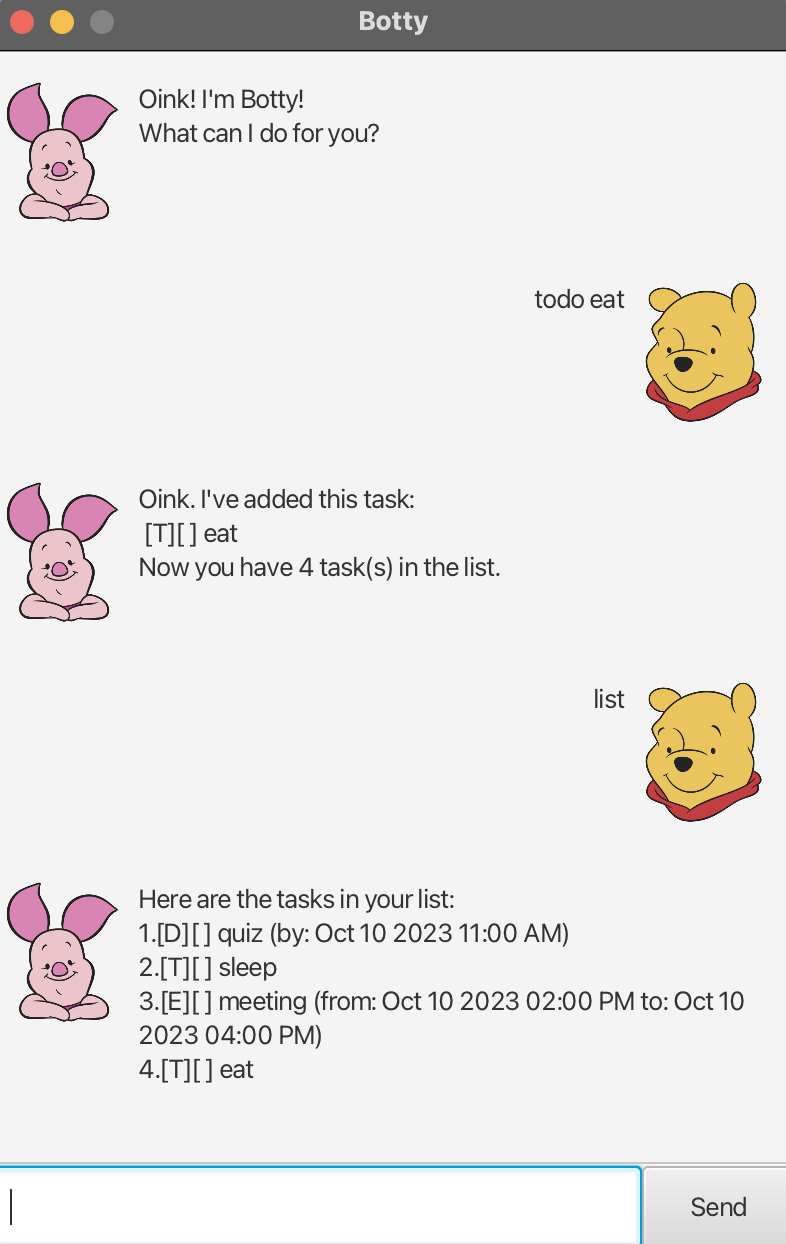 Botty
Oink! I'm Botty!
What can I do for you?
todo eat
Oink. I've added this task:
[T][ ] eat
Now you have 4 task(s) in the list.
list
Here are the tasks in your list:
1.[D][ ] quiz (by: Oct 10 2023 11:00 AM)
2.[T][ ] sleep
3.[E][ ] meeting (from: Oct 10 2023 02:00 PM to: Oct 10
2023 04:00 PM)
4.[T][ ] eat
Send